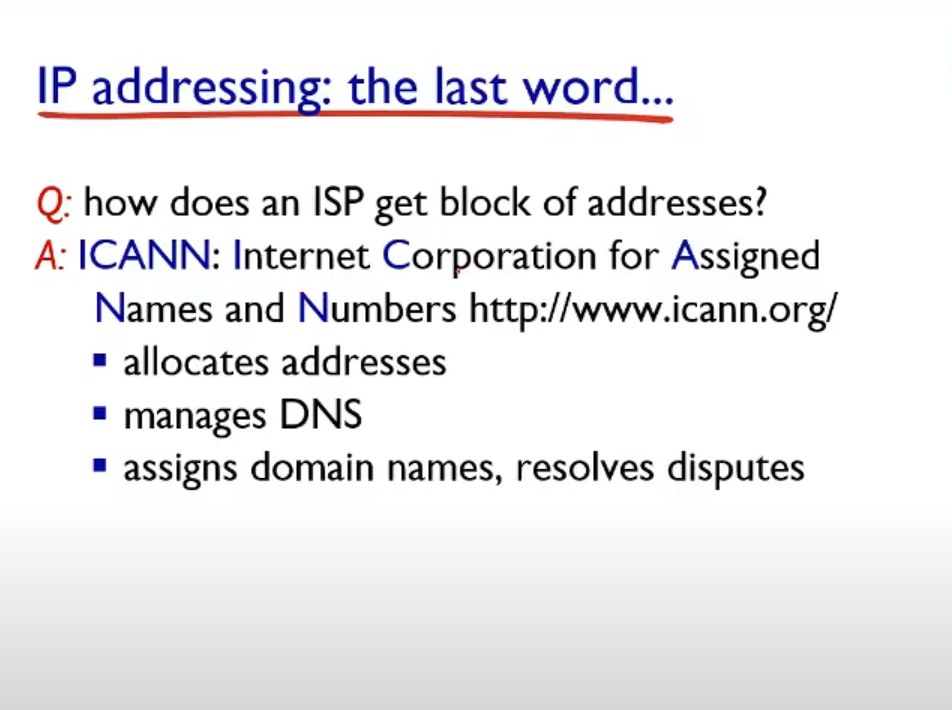 IP addressing: the last word...
Q: how does an ISP get block of addresses?
A: ICANN: Internet Corporation for Assigned
Names and Numbers http://www.icann.org/
▪ allocates addresses
▪ manages DNS
▪ assigns domain names, resolves disputes